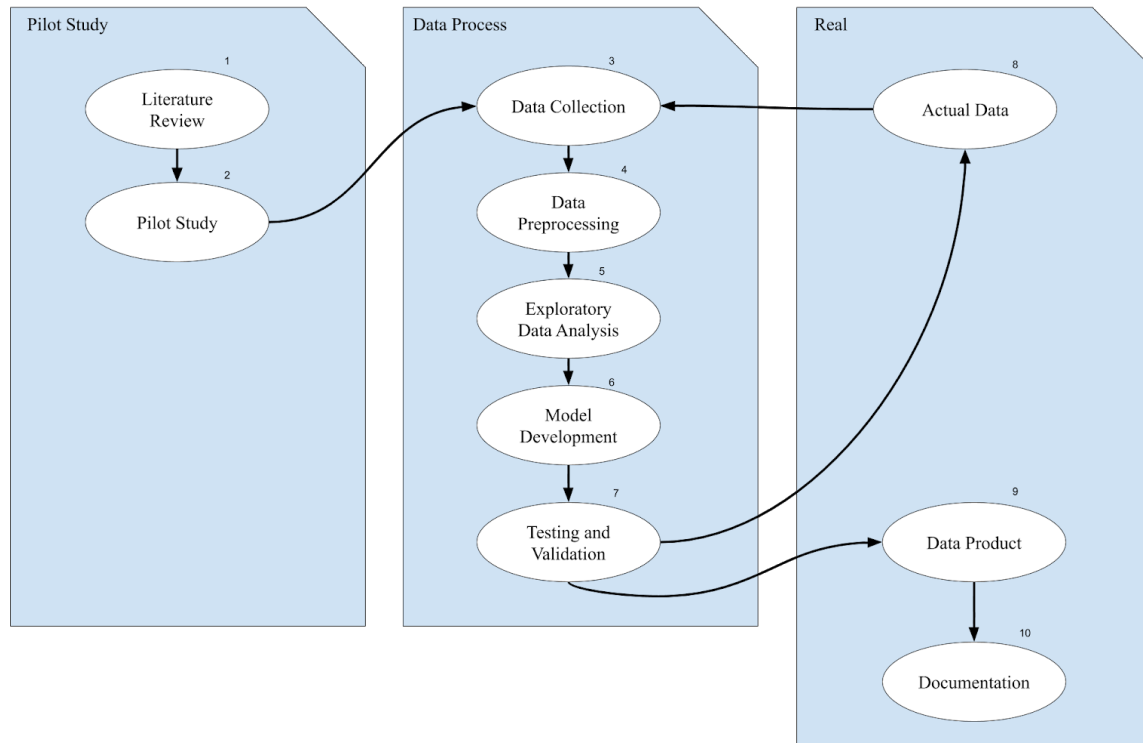 Pilot Study
1
Literature
Review
2
Pilot Study
Data Process
3
Data Collection
4
Data
Preprocessing
5
Exploratory
Data Analysis
6
Model
Development
7
Testing and
Validation
Real
8
Actual Data
9
Data Product
10
Documentation